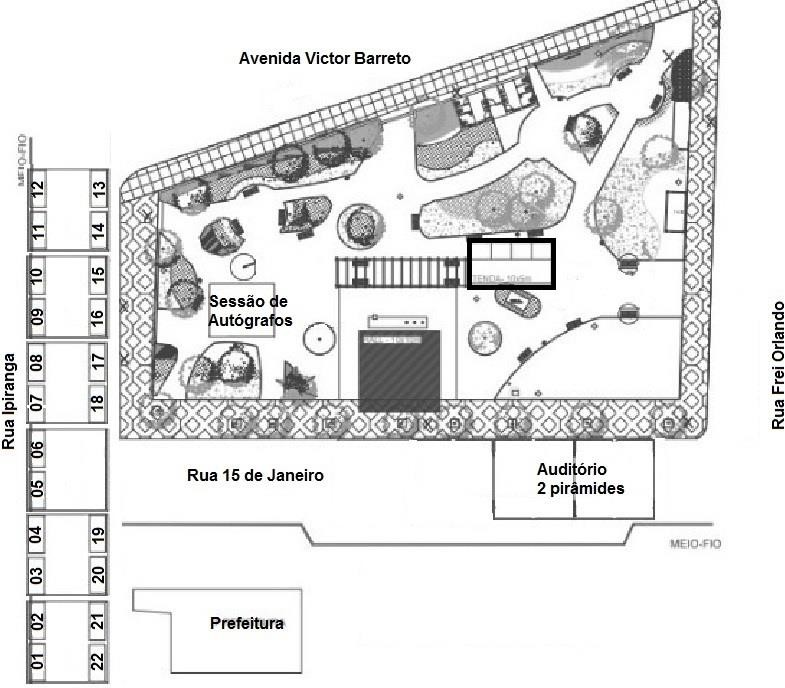 Avenida Victor Barreto
MEIO-FIO
12 13
11 14
10 15
09 16
08 17
07 18
06
05
04 19
03 20
02 21
01 22
Rua Ipiranga
Sessão de
Autógrafos
TENDA- 10x5m
Rua Frei Orlando
Rua 15 de Janeiro
Auditório
2 pirâmides
MEIO-FIO
Prefeitura